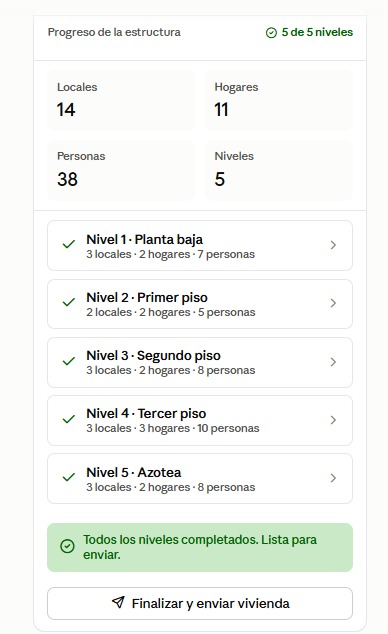 Progreso de la estructura
5 de 5 niveles
Locales
Hogares
14
11
Personas
Niveles
38
5
Nivel 1 · Planta baja
3 locales · 2 hogares · 7 personas
Nivel 2 · Primer piso
2 locales · 2 hogares · 5 personas
Nivel 3 · Segundo piso
3 locales · 2 hogares · 8 personas
Nivel 4 · Tercer piso
3 locales · 3 hogares · 10 personas
Nivel 5 · Azotea
3 locales · 2 hogares · 8 personas
Todos los niveles completados. Lista para
enviar.
Finalizar y enviar vivienda